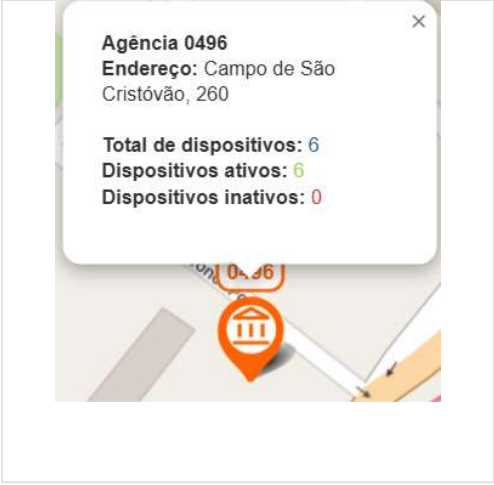 Agência 0496
Endereço: Campo de São
Cristóvão, 260
Total de dispositivos: 6
Dispositivos ativos: 6
Dispositivos inativos: 0
0496